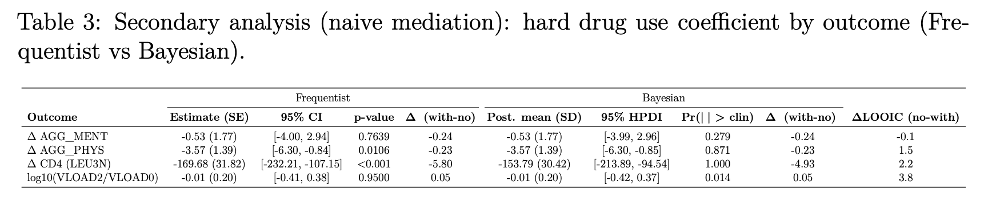 Table 3: Secondary analysis (naive mediation): hard drug use coefficient by outcome (Fre-
quentist vs Bayesian).
Frequentist Bayesian
Outcome Estimate (SE) 95% CI p-value Δ (with-no) Post. mean (SD) 95% HPDI Pr(| | > clin) Δ (with-no) ΔLOOIC (no-with)
Δ AGG_MENT -0.53 (1.77) [-4.00, 2.94] 0.7639 -0.24 -0.53 (1.77) [-3.99, 2.96] 0.279 -0.24 -0.1
Δ AGG_PHYS -3.57 (1.39) [-6.30, -0.84] 0.0106 -0.23 -3.57 (1.39) [-6.30, -0.85] 0.871 -0.23 1.5
Δ CD4 (LEU3N) -169.68 (31.82) [-232.21, -107.15] <0.001 -5.80 -153.79 (30.42) [-213.89, -94.54] 1.000 -4.93 2.2
log10(VLOAD2/VLOAD0) -0.01 (0.20) [-0.41, 0.38] 0.9500 0.05 -0.01 (0.20) [-0.42, 0.37] 0.014 0.05 3.8